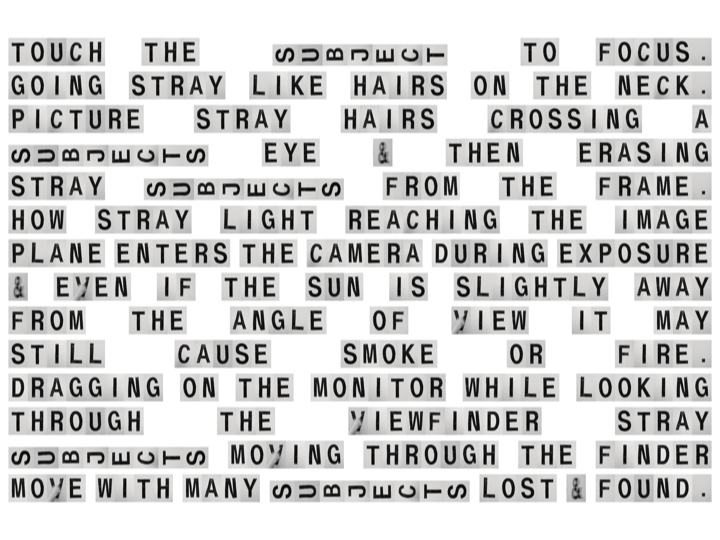 TOUCH THE SUBJECT TO FOCUS.
GOING STRAY LIKE HAIRS ON THE NECK.
PICTURE STRAY HAIRS CROSSING A
SUBJECTS EYE & THEN ERASING
STRAY SUBJECTS FROM THE FRAME.
HOW STRAY LIGHT REACHING THE IMAGE
PLANE ENTERS THE CAMERA DURING EXPOSURE
& EVEN IF THE SUN IS SLIGHTLY AWAY
FROM THE ANGLE OF VIEW IT MAY
STILL CAUSE SMOKE OR FIRE.
DRAGGING ON THE MONITOR WHILE LOOKING
THROUGH THE VIEWFINDER STRAY
SUBJECTS MOVING THROUGH THE FINDER
MOVE WITH MANY SUBJECTS LOST & FOUND.